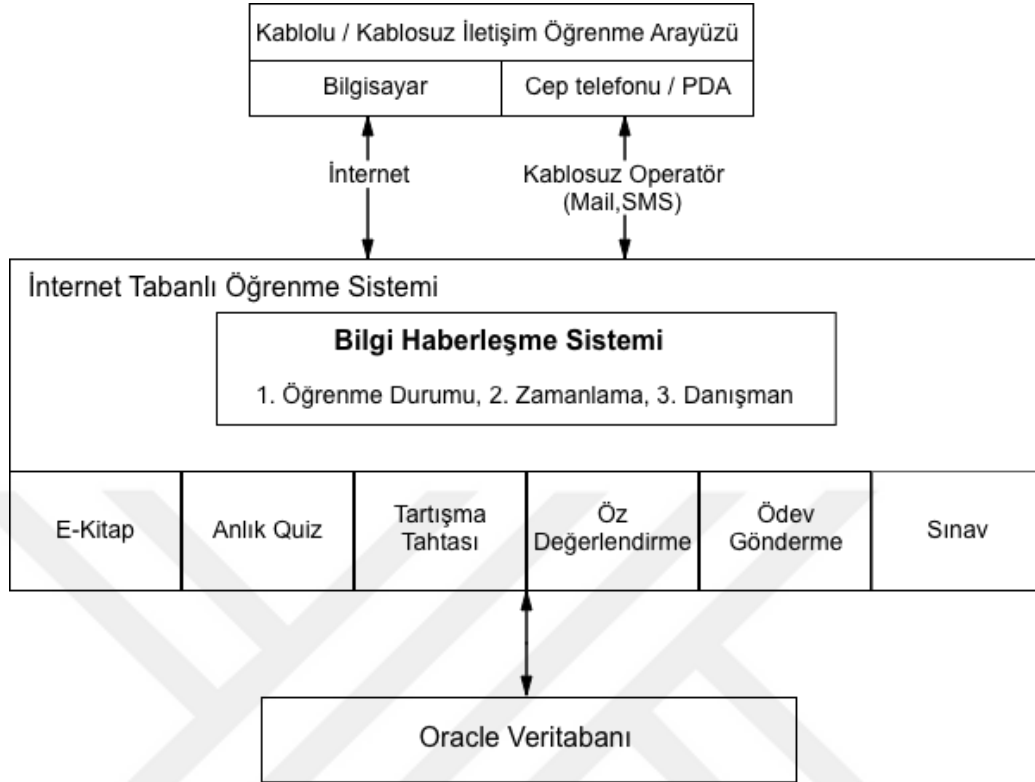 Kablolu / Kablosuz İletişim Öğrenme Arayüzü
Bilgisayar
Cep telefonu / PDA
İnternet
Kablosuz Operatör
(Mail,SMS)
İnternet Tabanlı Öğrenme Sistemi
Bilgi Haberleşme Sistemi
1. Öğrenme Durumu, 2. Zamanlama, 3. Danışman
E-Kitap
Anlık Quiz
Tartışma
Tahtası
Öz
Değerlendirme
Ödev
Gönderme
Sınav
Oracle Veritabanı